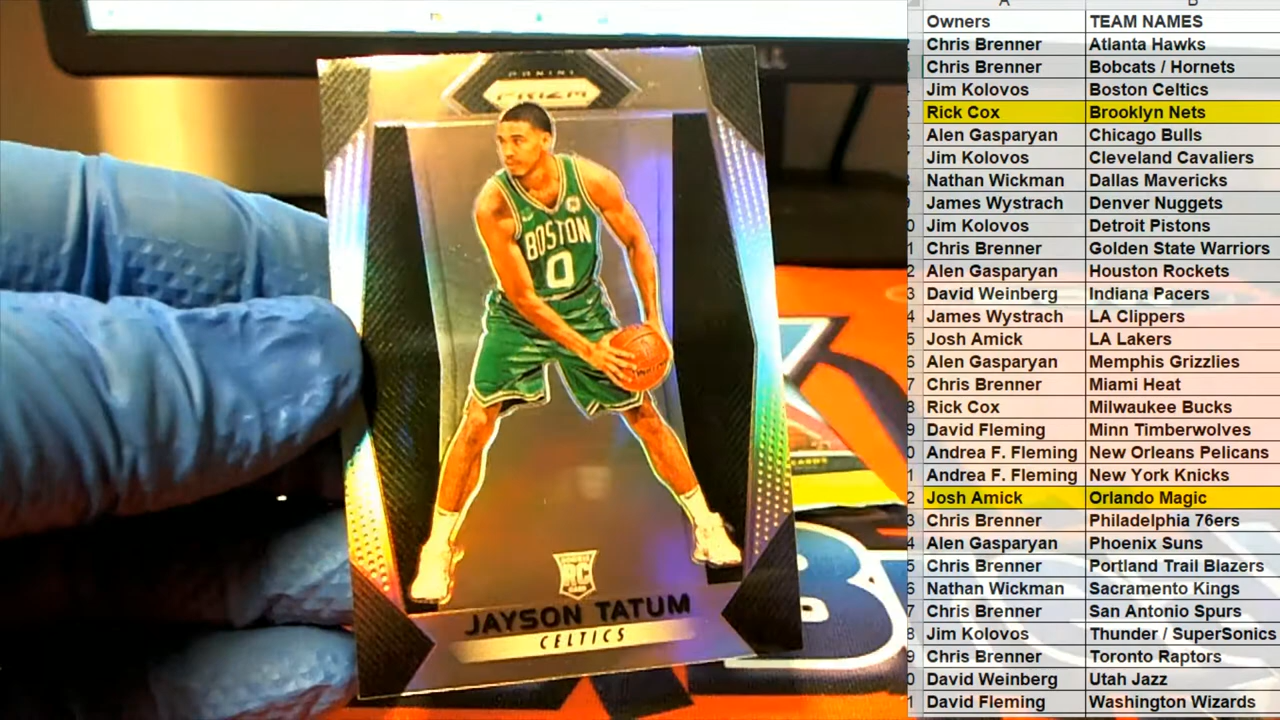 PANINI
PRIZM
BOSTON
0
RC
JAYSON TATUM
CELTICS
Owners TEAM NAMES
Chris Brenner Atlanta Hawks
Chris Brenner Bobcats / Hornets
Jim Kolovos Boston Celtics
Rick Cox Brooklyn Nets
Alen Gasparyan Chicago Bulls
Jim Kolovos Cleveland Cavaliers
Nathan Wickman Dallas Mavericks
James Wystrach Denver Nuggets
Jim Kolovos Detroit Pistons
Chris Brenner Golden State Warriors
Alen Gasparyan Houston Rockets
David Weinberg Indiana Pacers
James Wystrach LA Clippers
Josh Amick LA Lakers
Alen Gasparyan Memphis Grizzlies
Chris Brenner Miami Heat
Rick Cox Milwaukee Bucks
David Fleming Minn Timberwolves
Andrea F. Fleming New Orleans Pelicans
Andrea F. Fleming New York Knicks
Josh Amick Orlando Magic
Chris Brenner Philadelphia 76ers
Alen Gasparyan Phoenix Suns
Chris Brenner Portland Trail Blazers
Nathan Wickman Sacramento Kings
Chris Brenner San Antonio Spurs
Jim Kolovos Thunder / SuperSonics
Chris Brenner Toronto Raptors
David Weinberg Utah Jazz
David Fleming Washington Wizards